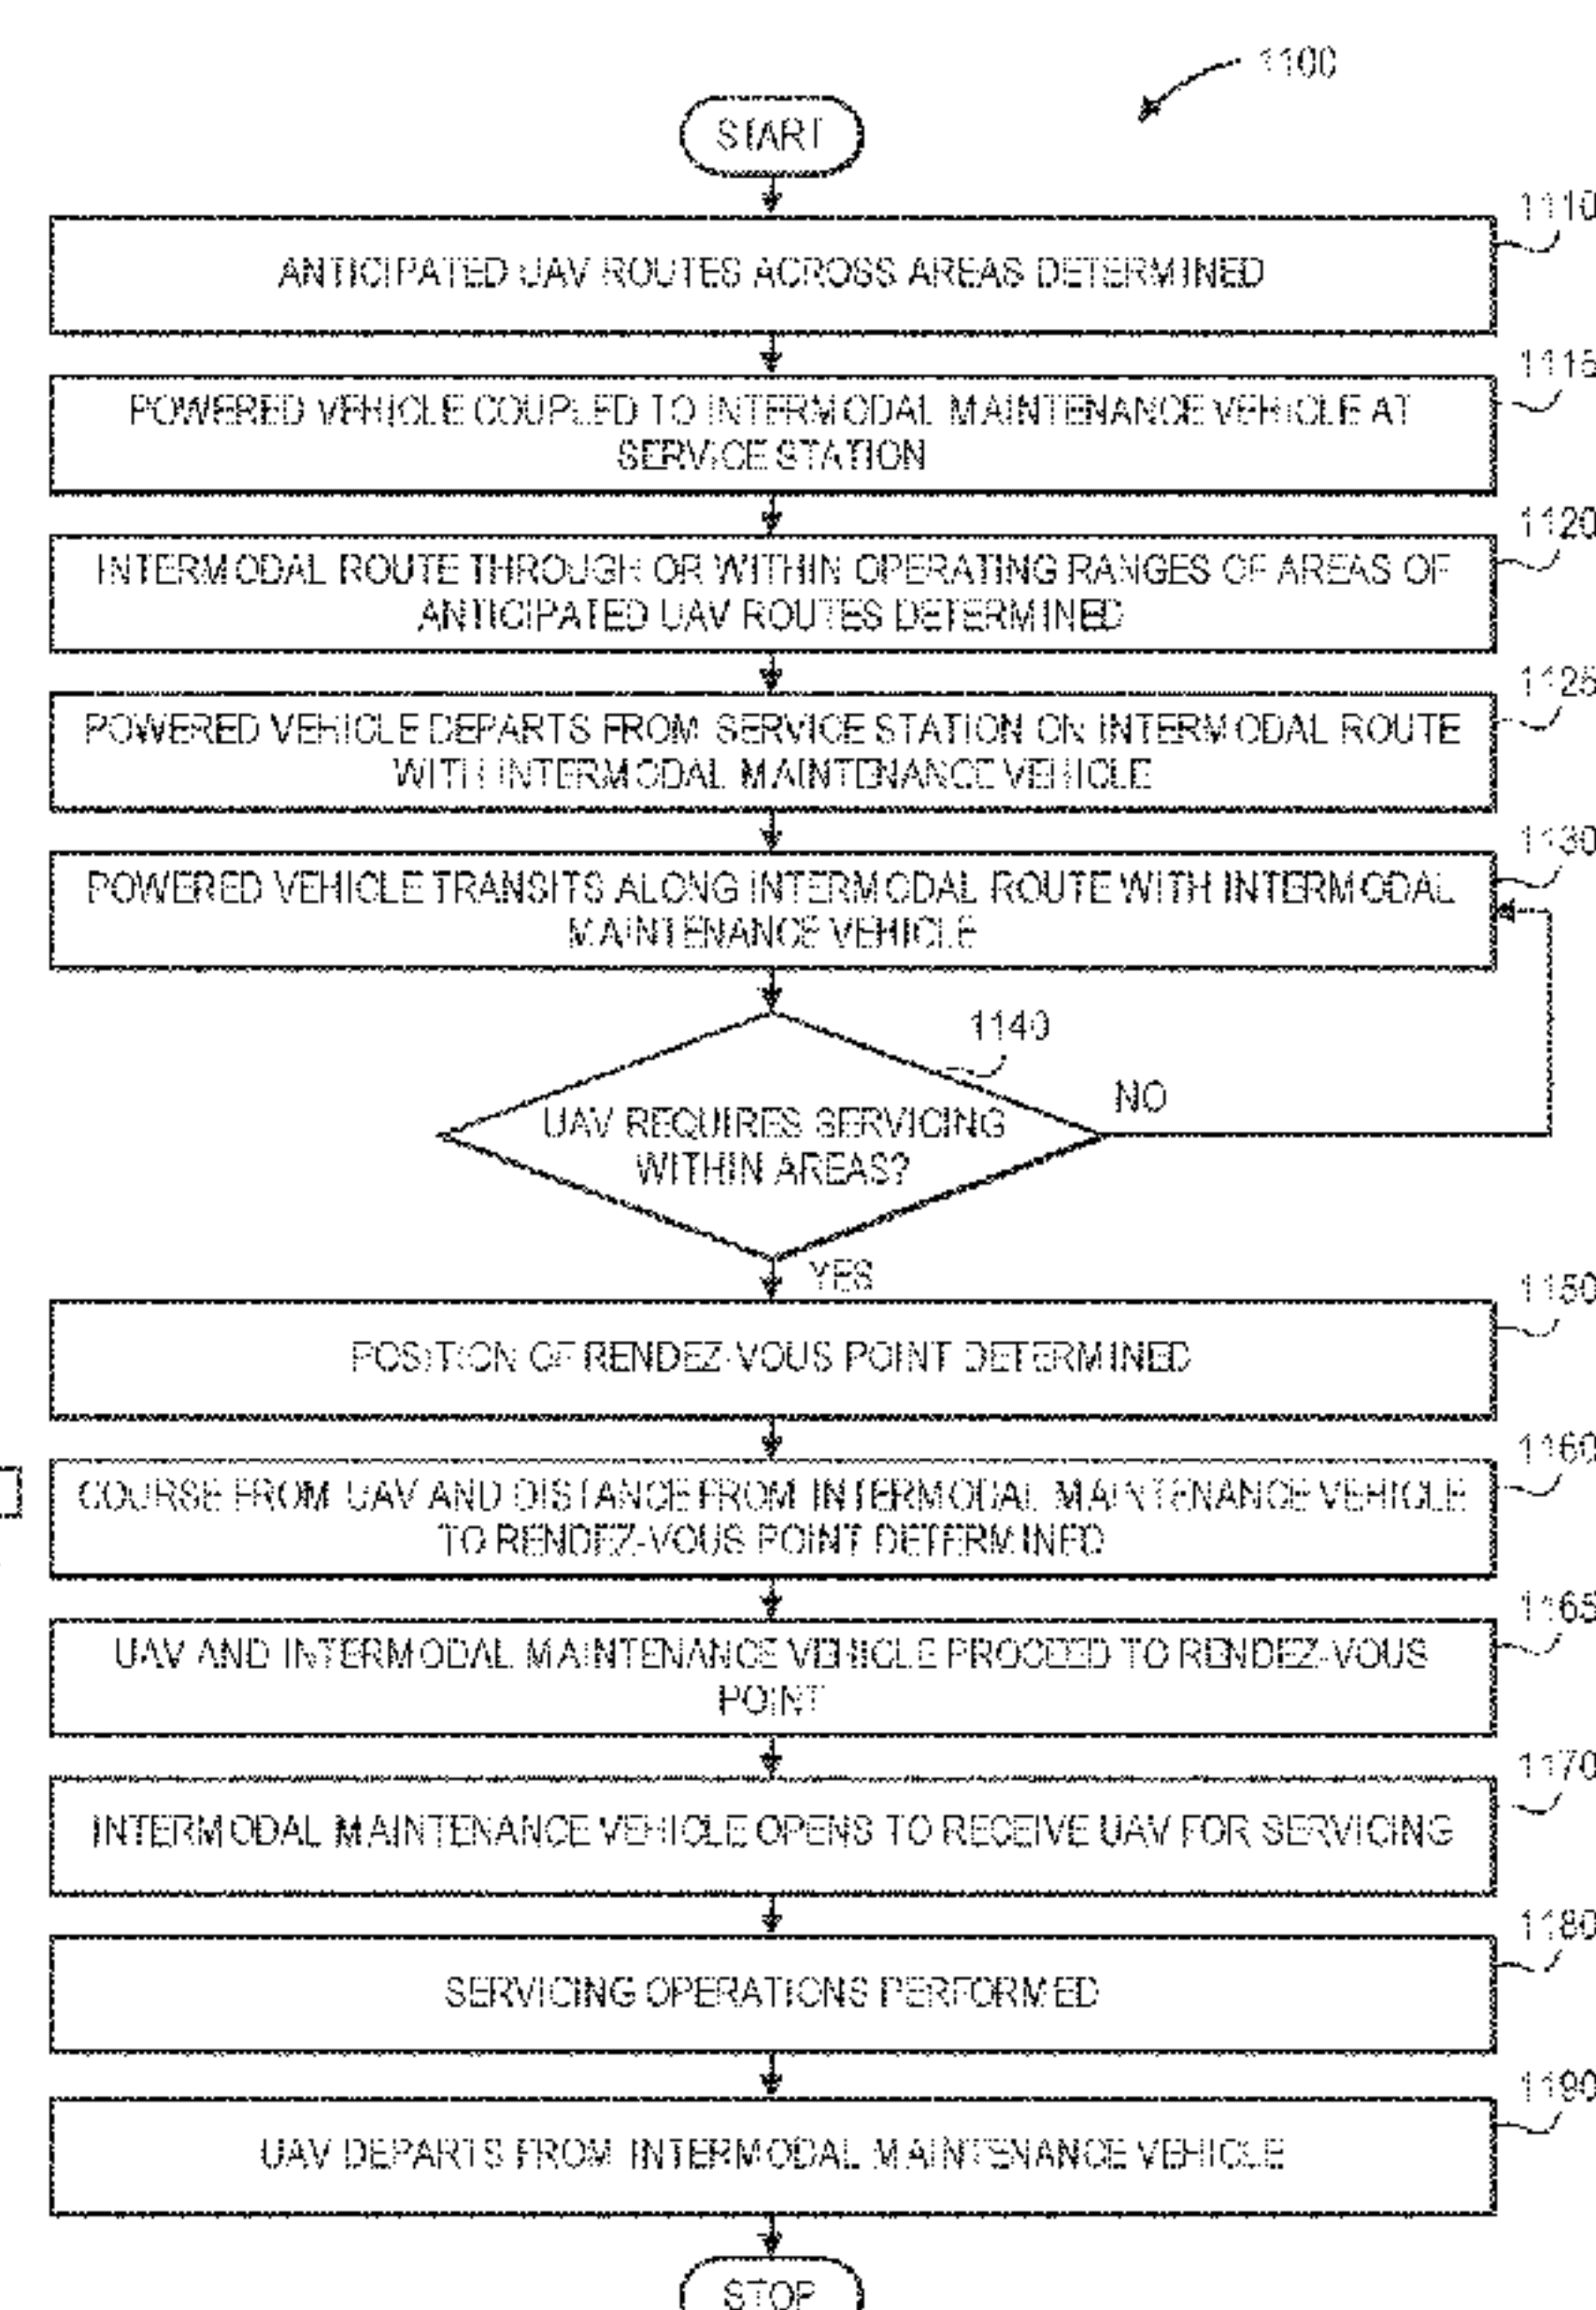 1100
START
1110
ANTICIPATED UAV ROUTES ACROSS AREAS DETERMINED
1115
POWERED VEHICLE COUPLED TO INTERMODAL MAINTENANCE VEHICLE AT
SERVICE STATION
1120
INTERMODAL ROUTE THROUGH OR WITHIN OPERATING RANGES OF AREAS OF
ANTICIPATED UAV ROUTES DETERMINED
1125
POWERED VEHICLE DEPARTS FROM SERVICE STATION ON INTERMODAL ROUTE
WITH INTERMODAL MAINTENANCE VEHICLE
1130
POWERED VEHICLE TRANSITS ALONG INTERMODAL ROUTE WITH INTERMODAL
MAINTENANCE VEHICLE
1140
NO
UAV REQUIRES SERVICING
WITHIN AREAS?
YES
1150
POSITION OF RENDEZ-VOUS POINT DETERMINED
1160
COURSE FROM UAV AND DISTANCE FROM INTERMODAL MAINTENANCE VEHICLE
TO RENDEZ-VOUS POINT DETERMINED
1165
UAV AND INTERMODAL MAINTENANCE VEHICLE PROCEED TO RENDEZ-VOUS
POINT
1170
INTERMODAL MAINTENANCE VEHICLE OPENS TO RECEIVE UAV FOR SERVICING
1180
SERVICING OPERATIONS PERFORMED
1190
UAV DEPARTS FROM INTERMODAL MAINTENANCE VEHICLE
STOP